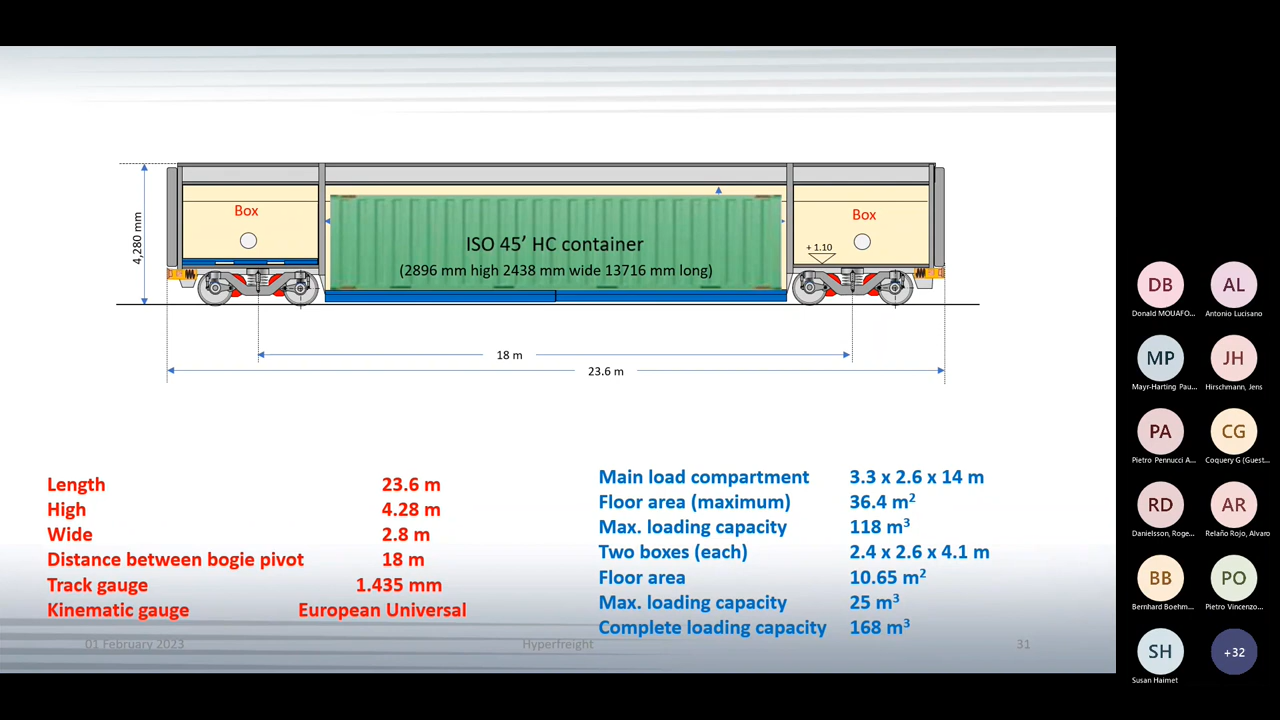 4,280 mm
Box
ISO 45’ HC container
(2896 mm high 2438 mm wide 13716 mm long)
Box
+ 1.10
18 m
23.6 m
Length 23.6 m
High 4.28 m
Wide 2.8 m
Distance between bogie pivot 18 m
Track gauge 1.435 mm
Kinematic gauge European Universal
Main load compartment 3.3 x 2.6 x 14 m
Floor area (maximum) 36.4 m²
Max. loading capacity 118 m³
Two boxes (each) 2.4 x 2.6 x 4.1 m
Floor area 10.65 m²
Max. loading capacity 25 m³
Complete loading capacity 168 m³
01 February 2023 Hyperfreight 31
DB AL
Donald MOUAFO... Antonio Lucisano
MP JH
Mayr-Harting Pau... Hirschmann, Jens
PA CG
Pietro Pennucci A... Coquery G (Guest...
RD AR
Danielsson, Roge... Relaño Rojo, Alvaro
BB PO
Bernhard Boehm... Pietro Vincenzo...
SH +32
Susan Haimet